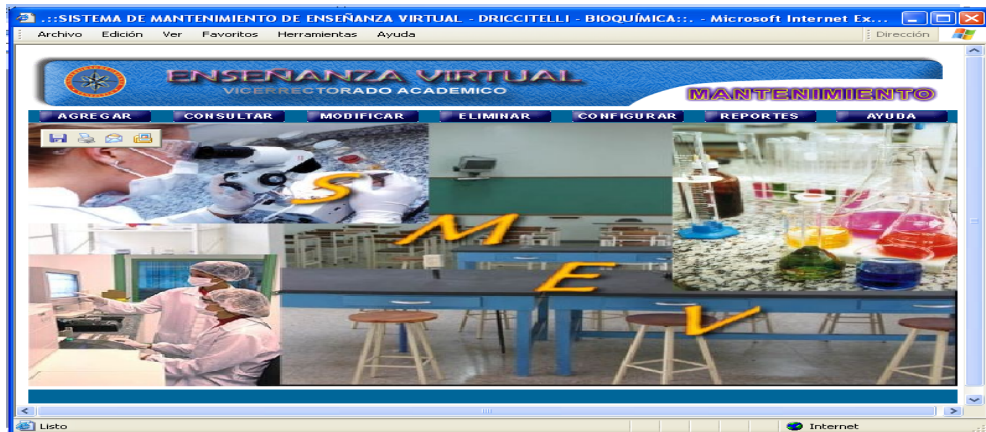 .::SISTEMA DE MANTENIMIENTO DE ENSEÑANZA VIRTUAL - DRICCITELLI - BIOQUÍMICA::. - Microsoft Internet Ex...
Archivo Edición Ver Favoritos Herramientas Ayuda Dirección
ENSEÑANZA VIRTUAL
VICERRECTORADO ACADEMICO
MANTENIMIENTO
AGREGAR CONSULTAR MODIFICAR ELIMINAR CONFIGURAR REPORTES AYUDA
S
M
E
V
Listo Internet